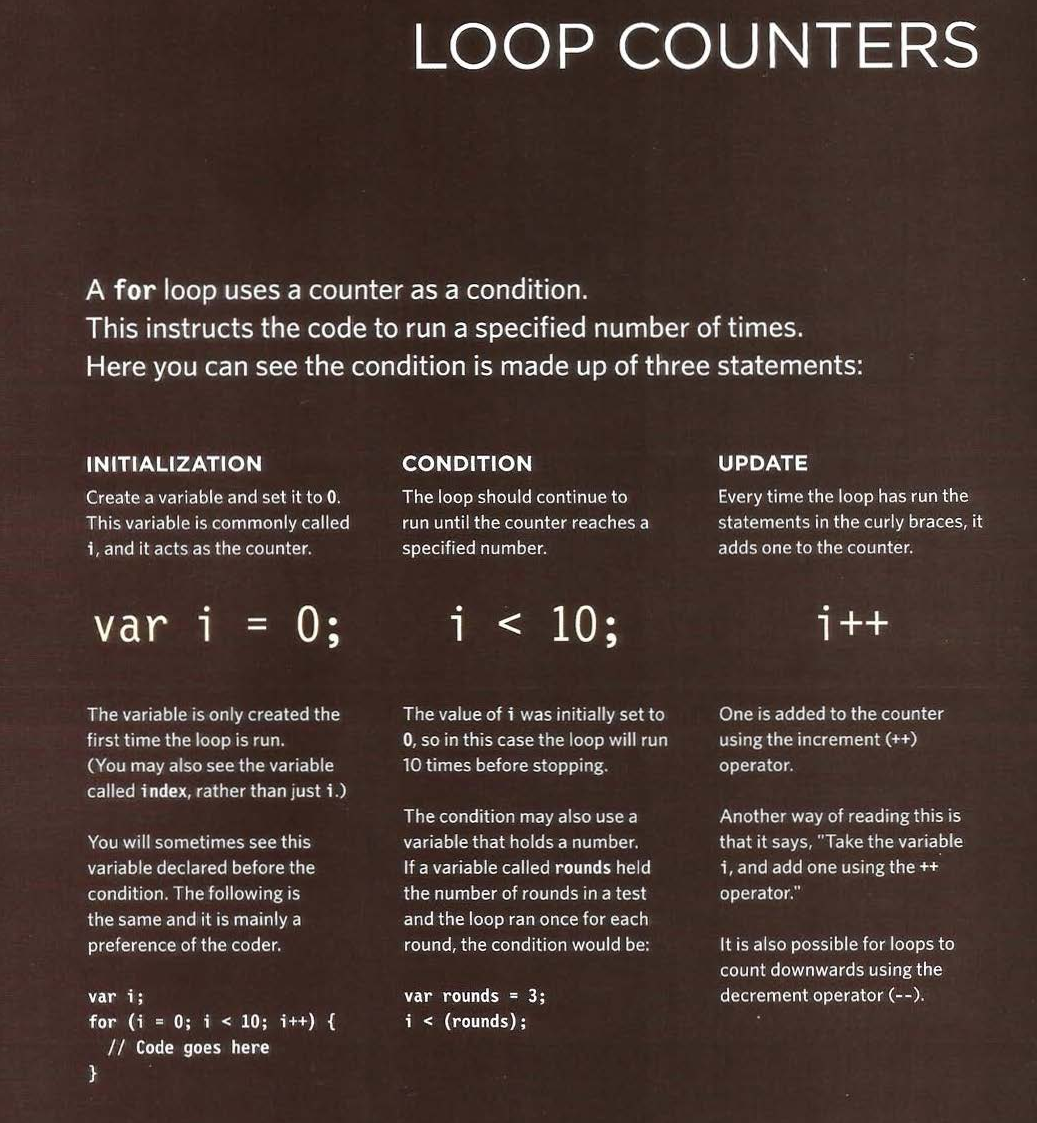 LOOP COUNTERS
A for loop uses a counter as a condition.
This instructs the code to run a specified number of times.
Here you can see the condition is made up of three statements:
INITIALIZATION
Create a variable and set it to 0.
This variable is commonly called
i, and it acts as the counter.
var i = 0;
The variable is only created the
first time the loop is run.
(You may also see the variable
called index, rather than just i.)
You will sometimes see this
variable declared before the
condition. The following is
the same and it is mainly a
preference of the coder.
var i;
for (i = 0; i < 10; i++) {
  // Code goes here
}
CONDITION
The loop should continue to
run until the counter reaches a
specified number.
i < 10;
The value of i was initially set to
0, so in this case the loop will run
10 times before stopping.
The condition may also use a
variable that holds a number.
If a variable called rounds held
the number of rounds in a test
and the loop ran once for each
round, the condition would be:
var rounds = 3;
i < (rounds);
UPDATE
Every time the loop has run the
statements in the curly braces, it
adds one to the counter.
i++
One is added to the counter
using the increment (++)
operator.
Another way of reading this is
that it says, "Take the variable
i, and add one using the ++
operator."
It is also possible for loops to
count downwards using the
decrement operator (--).